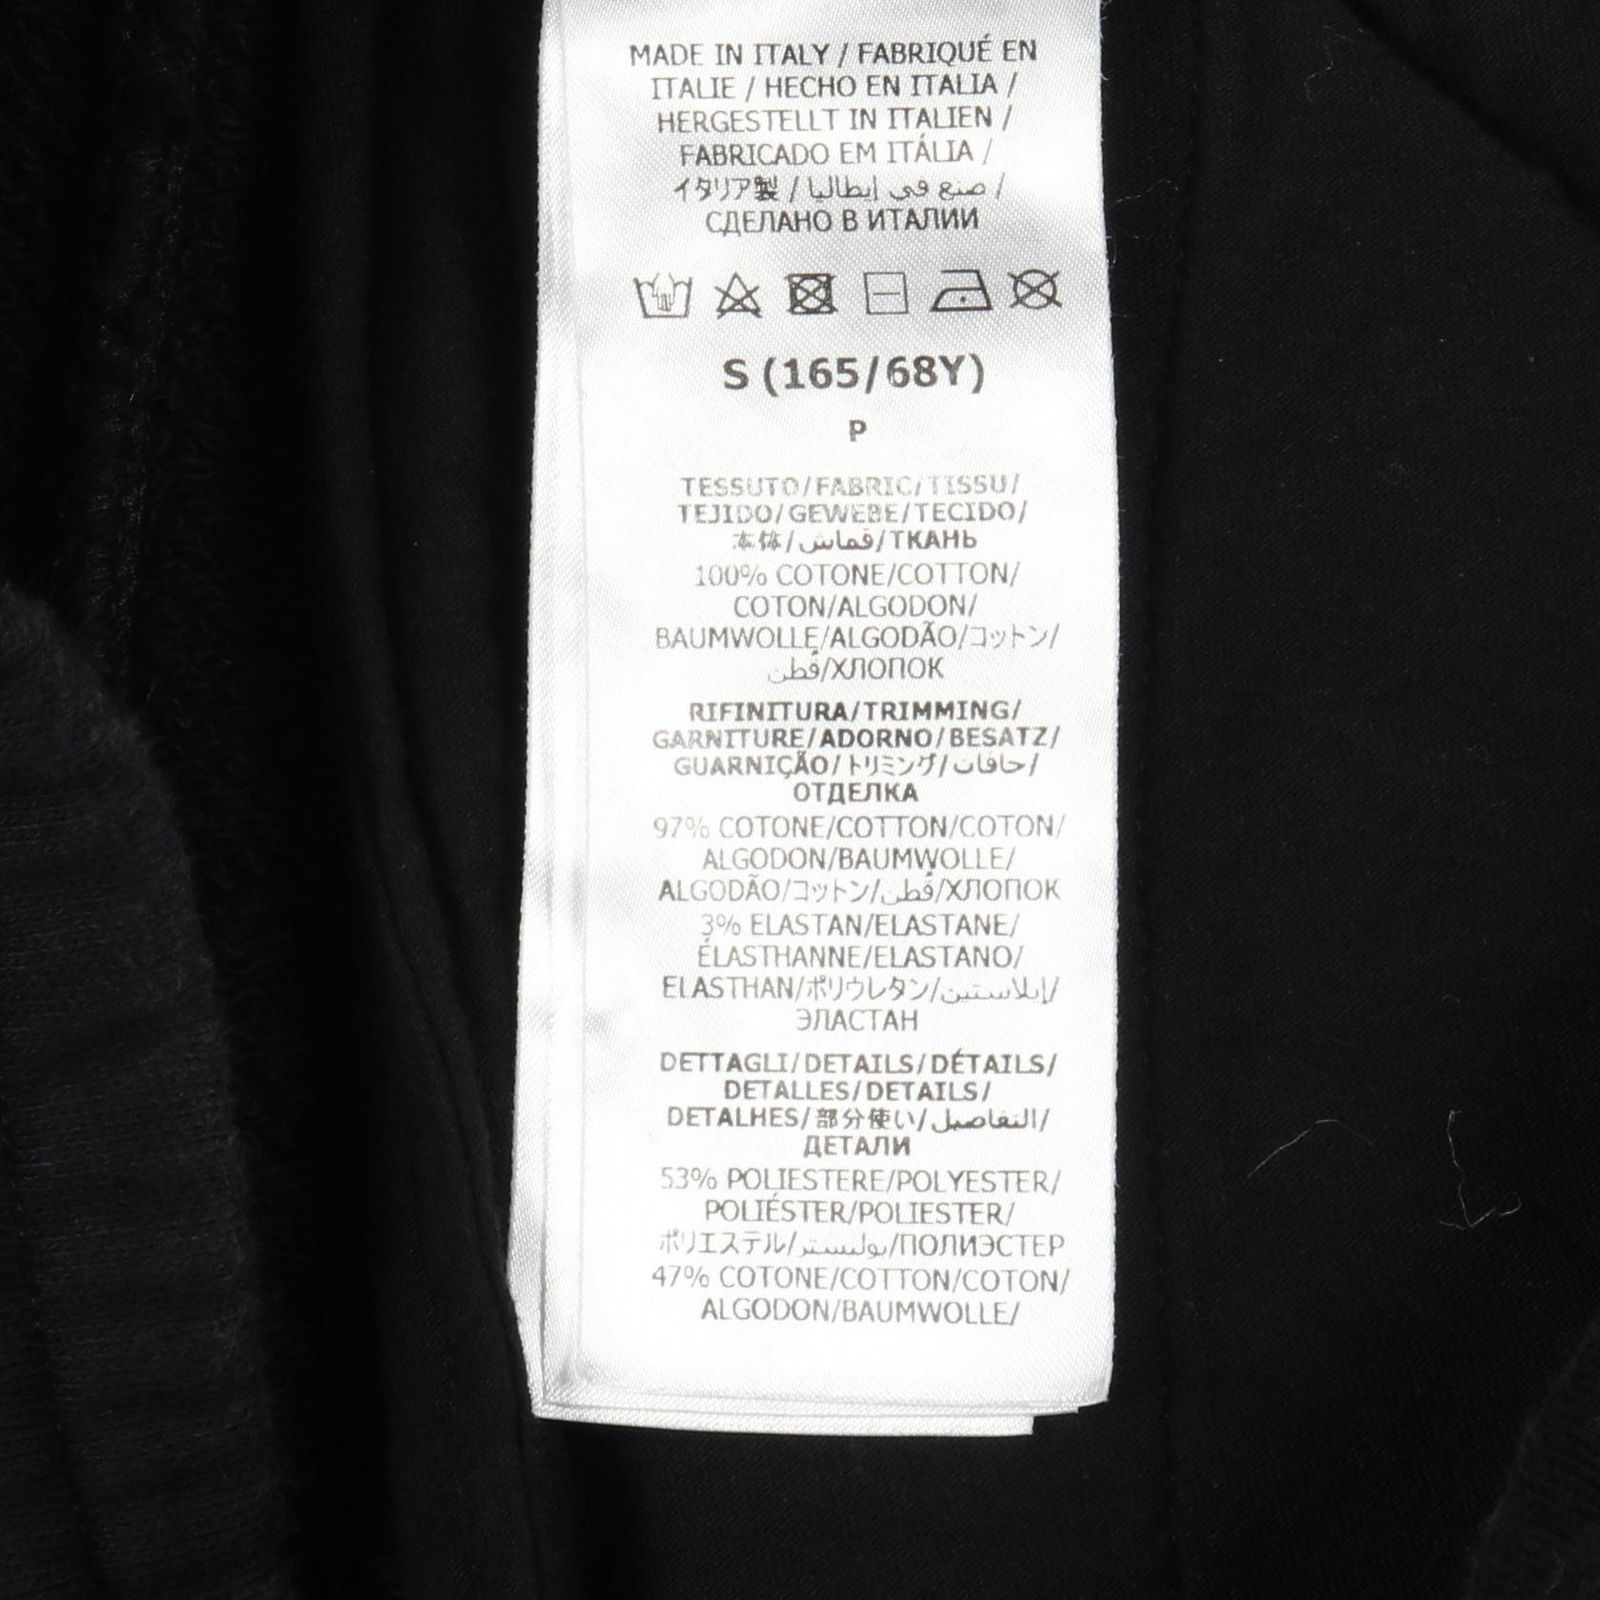 MADE IN ITALY / FABRIQUÉ EN
ITALIE / HECHO EN ITALIA /
HERGESTELLT IN ITALIEN /
FABRICADO EM ITÁLIA /
イタリア製 / صنع في إيطاليا /
СДЕЛАНО В ИТАЛИИ
S (165/68Y)
P
TESSUTO/FABRIC/TISSU/
TEJIDO/GEWEBE/TECIDO/
本体/قماش/ТКАНЬ
100% COTONE/COTTON/
COTON/ALGODON/
BAUMWOLLE/ALGODÃO/コットン/
قطن/ХЛОПОК
RIFINITURA/TRIMMING/
GARNITURE/ADORNO/BESATZ/
GUARNIÇÃO/トリミング/حافات/
ОТДЕЛКА
97% COTONE/COTTON/COTON/
ALGODON/BAUMWOLLE/
ALGODÃO/コットン/قطن/ХЛОПОК
3% ELASTAN/ELASTANE/
ÉLASTHANNE/ELASTANO/
ELASTHAN/ポリウレタン/إيلاستين/
ЭЛАСТАН
DETTAGLI/DETAILS/DÉTAILS/
DETALLES/DETAILS/
DETALHES/部分使い/التفاصيل/
ДЕТАЛИ
53% POLIESTERE/POLYESTER/
POLIÉSTER/POLIESTER/
ポリエステル/بوليستر/ПОЛИЭСТЕР
47% COTONE/COTTON/COTON/
ALGODON/BAUMWOLLE/